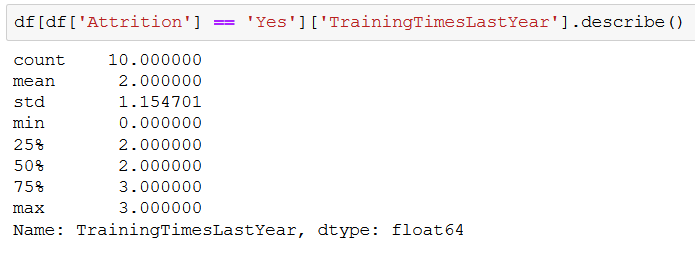 df[df['Attrition'] == 'Yes']['TrainingTimesLastYear'].describe()
count    10.000000
mean      2.000000
std       1.154701
min       0.000000
25%       2.000000
50%       2.000000
75%       3.000000
max       3.000000
Name: TrainingTimesLastYear, dtype: float64